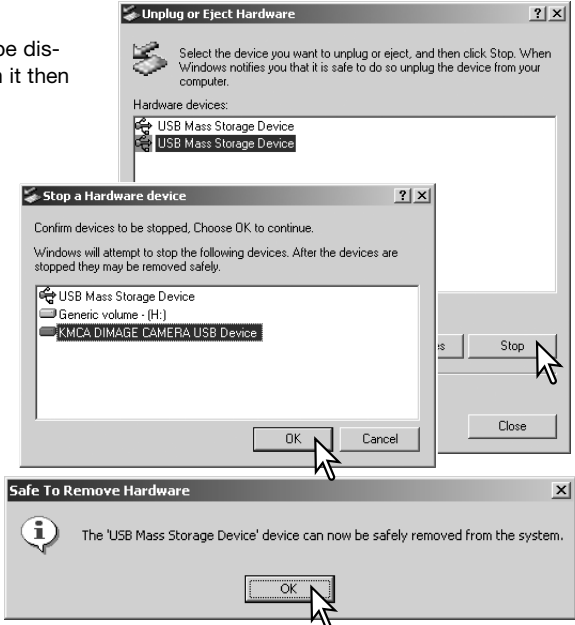 be dis-
it then
Unplug or Eject Hardware
Select the device you want to unplug or eject, and then click Stop. When
Windows notifies you that it is safe to do so unplug the device from your
computer.
Hardware devices:
USB Mass Storage Device
USB Mass Storage Device
Stop a Hardware device
Confirm devices to be stopped, Choose OK to continue.
Windows will attempt to stop the following devices. After the devices are
stopped they may be removed safely.
USB Mass Storage Device
Generic volume - (H:)
KMCA DIMAGE CAMERA USB Device
OK Cancel
Stop
Close
Safe To Remove Hardware
The 'USB Mass Storage Device' device can now be safely removed from the system.
OK